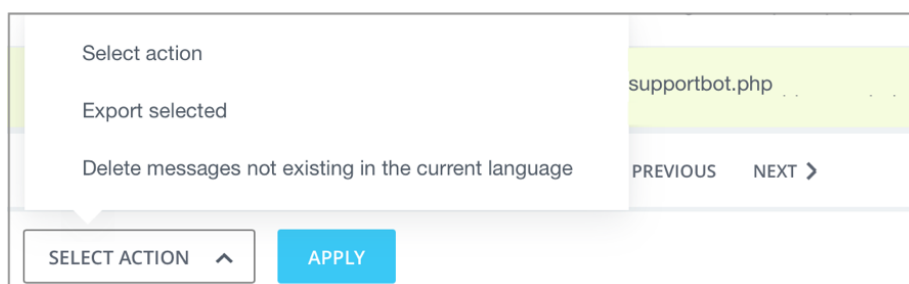 Select action
supportbot.php
Export selected
Delete messages not existing in the current language
PREVIOUS NEXT
SELECT ACTION APPLY